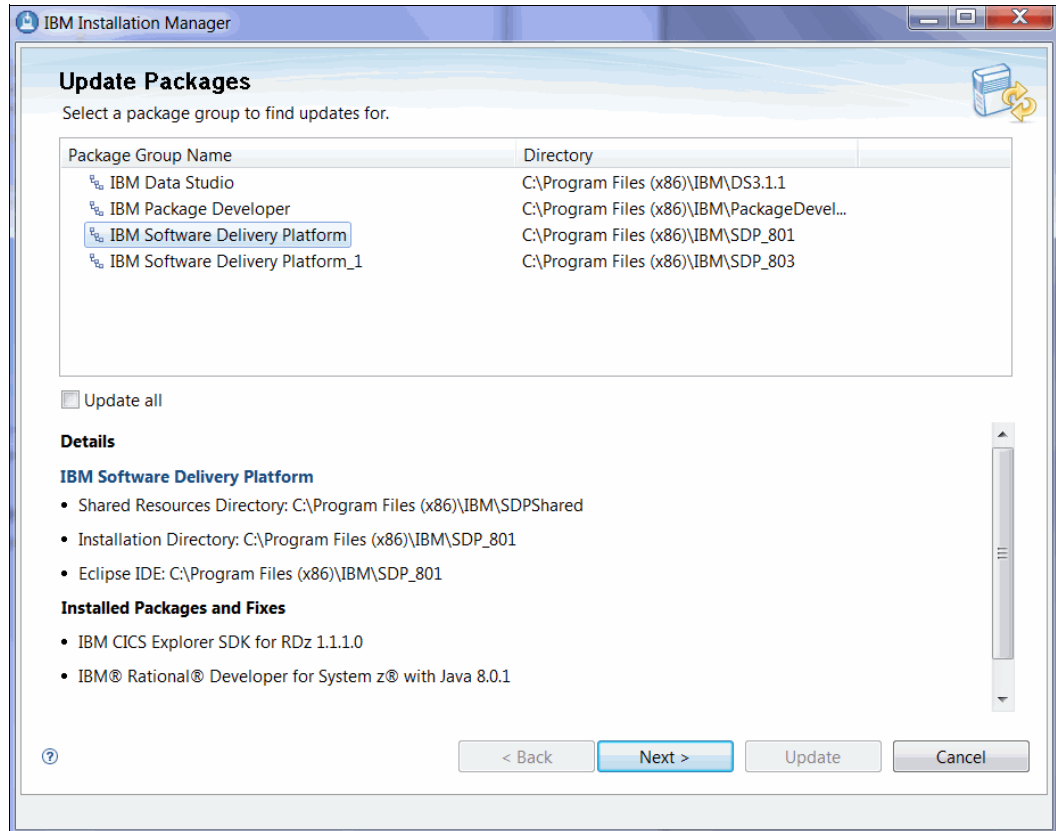 IBM Installation Manager
Update Packages
Select a package group to find updates for.
Package Group Name Directory
IBM Data Studio C:\Program Files (x86)\IBM\DS3.1.1
IBM Package Developer C:\Program Files (x86)\IBM\PackageDevel...
IBM Software Delivery Platform C:\Program Files (x86)\IBM\SDP_801
IBM Software Delivery Platform_1 C:\Program Files (x86)\IBM\SDP_803
Update all
Details
IBM Software Delivery Platform
• Shared Resources Directory: C:\Program Files (x86)\IBM\SDPShared
• Installation Directory: C:\Program Files (x86)\IBM\SDP_801
• Eclipse IDE: C:\Program Files (x86)\IBM\SDP_801
Installed Packages and Fixes
• IBM CICS Explorer SDK for RDz 1.1.1.0
• IBM® Rational® Developer for System z® with Java 8.0.1
? < Back Next > Update Cancel